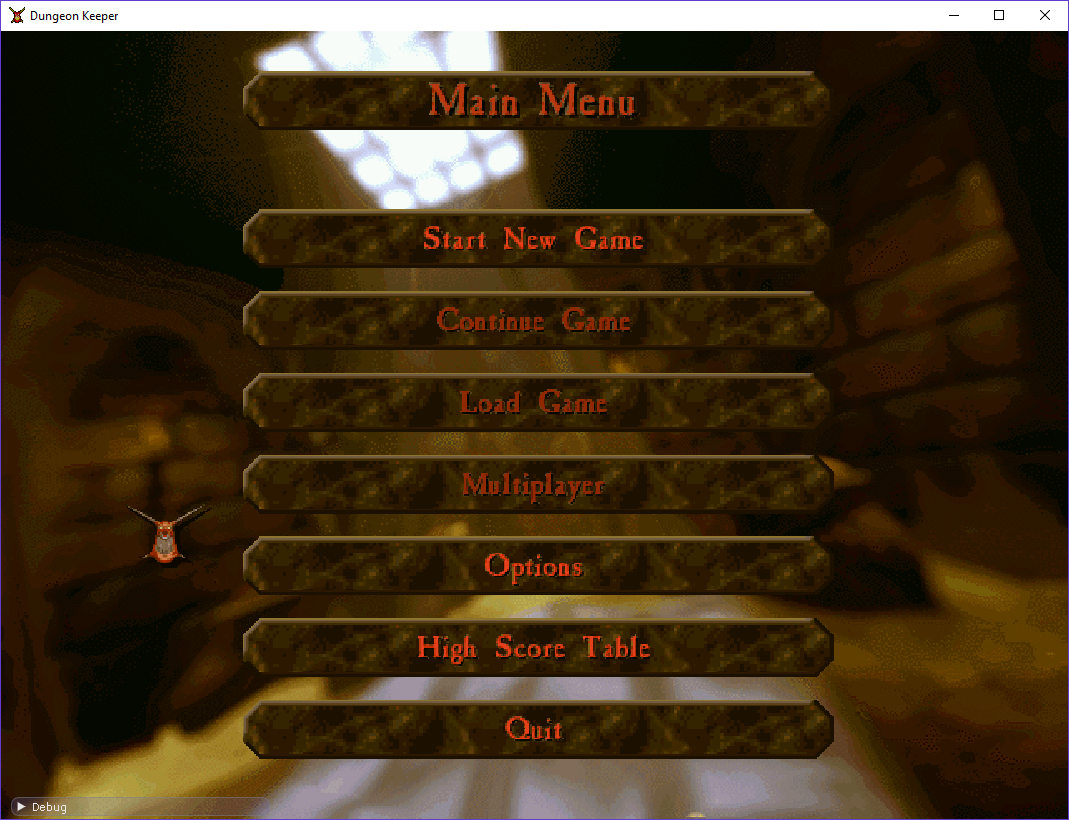 Dungeon Keeper
Main Menu
Start New Game
Continue Game
Load Game
Multiplayer
Options
High Score Table
Quit
Debug